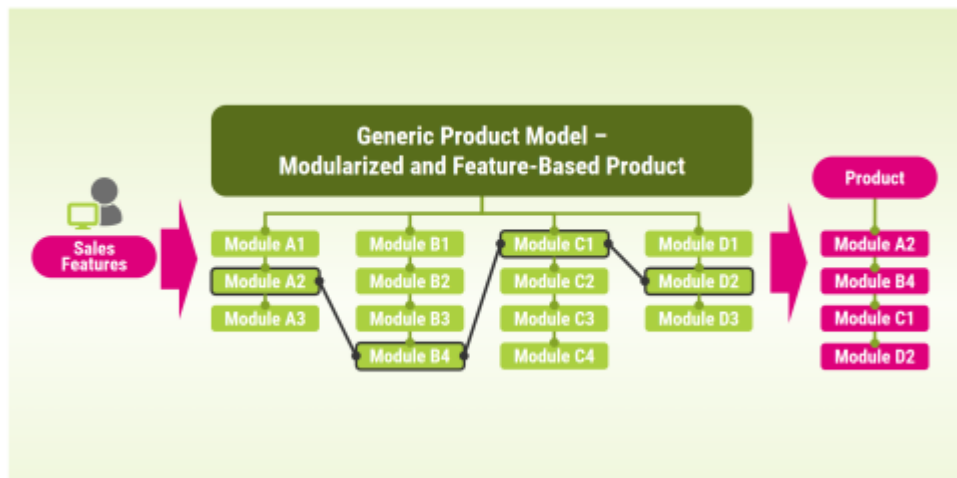 Generic Product Model –
Modularized and Feature-Based Product
Sales
Features
Module A1
Module A2
Module A3
Module B1
Module B2
Module B3
Module B4
Module C1
Module C2
Module C3
Module C4
Module D1
Module D2
Module D3
Product
Module A2
Module B4
Module C1
Module D2